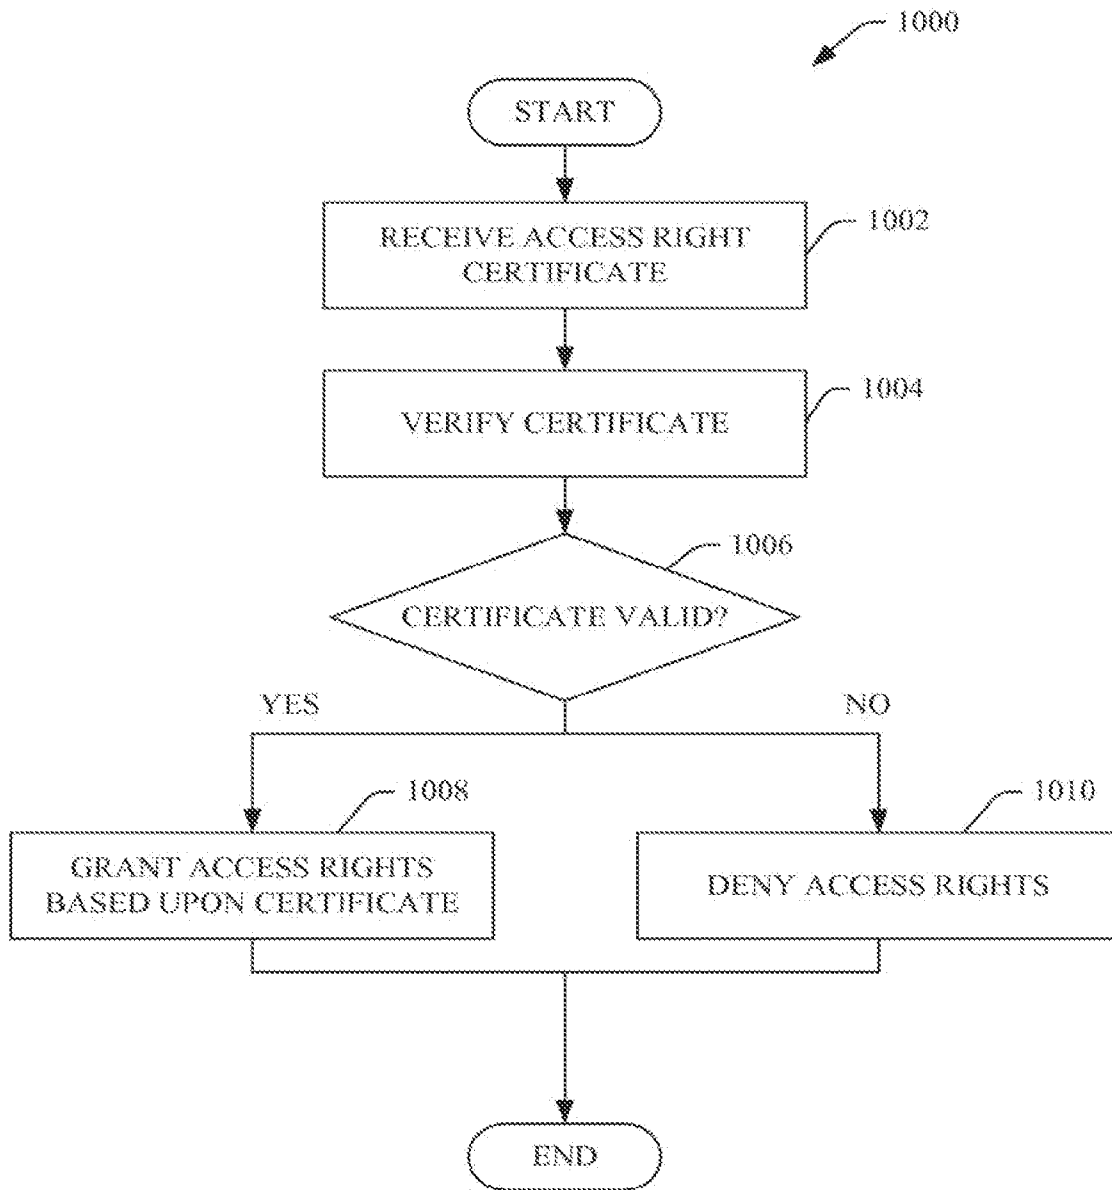 1000
START
RECEIVE ACCESS RIGHT
CERTIFICATE
1002
VERIFY CERTIFICATE
1004
1006
CERTIFICATE VALID?
YES
NO
1008
1010
GRANT ACCESS RIGHTS
BASED UPON CERTIFICATE
DENY ACCESS RIGHTS
END